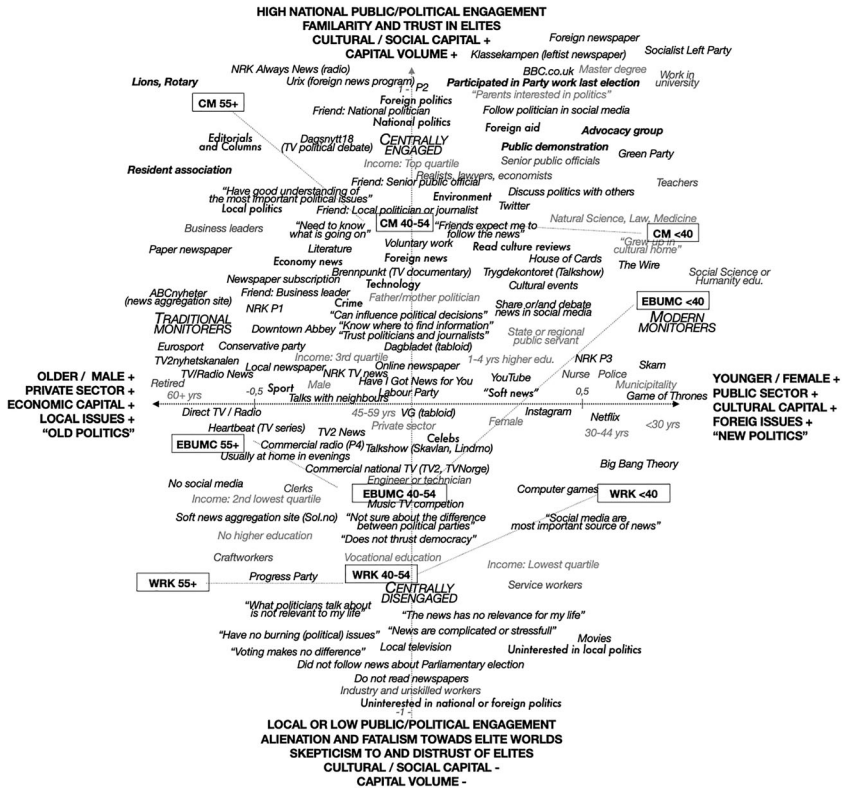 HIGH NATIONAL PUBLIC/POLITICAL ENGAGEMENT
FAMILARITY AND TRUST IN ELITES
CULTURAL / SOCIAL CAPITAL +
CAPITAL VOLUME +
Foreign newspaper
Klassekampen (leftist newspaper)
Socialist Left Party
NRK Always News (radio)
BBC.co.uk
Master degree
Work in
university
Lions, Rotary
Urix (foreign news program)
1
P2
Participated in Party work last election
"Parents interested in politics"
CM 55+
Foreign politics
Friend: National politician
Follow politician in social media
National politics
Foreign aid
Advocacy group
Editorials
and Columns
Dagsnytt18
(TV political debate)
CENTRALLY
ENGAGED
Public demonstration
Green Party
Income: Top quartile
Senior public officials
Resident association
Realists, lawyers, economists
Friend: Senior public official
Teachers
"Have good understanding of
the most important political issues"
Environment
Discuss politics with others
Local politics
Friend: Local politician or journalist
Twitter
Natural Science, Law, Medicine
Business leaders
"Need to know
what is going on"
CM 40-54
"Friends expect me to
follow the news"
CM <40
"Grew up in
cultural home"
Paper newspaper
Literature
Voluntary work
Read culture reviews
Economy news
Foreign news
House of Cards
The Wire
Newspaper subscription
Brennpunkt (TV documentary)
Trygdekontoret (Talkshow)
Social Science or
Humanity edu.
Technology
Cultural events
ABCnyheter
(news aggregation site)
Friend: Business leader
Father/mother politician
EBUMC <40
NRK P1
Crime
Share or/and debate
news in social media
"Can influence political decisions"
TRADITIONAL
MONITORERS
Downtown Abbey
"Know where to find information"
"Trust politicians and journalists"
State or regional
public servant
MODERN
MONITORERS
Eurosport
Conservative party
Dagbladet (tabloid)
TV2nyhetskanalen
Income: 3rd quartile
1-4 yrs higher edu.
NRK P3
TV/Radio News
Local newspaper
NRK TV news
Online newspaper
Nurse
Police
Skam
OLDER / MALE +
PRIVATE SECTOR +
ECONOMIC CAPITAL +
LOCAL ISSUES +
"OLD POLITICS"
Retired
60+ yrs
-0,5
Sport
Male
Have I Got News for You
YouTube
"Soft news"
0,5
Municipality
Talks with neighbours
Labour Party
Game of Thrones
YOUNGER / FEMALE +
PUBLIC SECTOR +
CULTURAL CAPITAL +
FOREIG ISSUES +
"NEW POLITICS"
Direct TV / Radio
45-59 yrs
VG (tabloid)
Instagram
Netflix
<30 yrs
Heartbeat (TV series)
Private sector
Female
30-44 yrs
EBUMC 55+
TV2 News
Celebs
Commercial radio (P4)
Talkshow (Skavlan, Lindmo)
Usually at home in evenings
Commercial national TV (TV2, TVNorge)
Big Bang Theory
No social media
Clerks
Engineer or technician
EBUMC 40-54
Computer games
WRK <40
Income: 2nd lowest quartile
Music TV competion
Soft news aggregation site (Sol.no)
"Not sure about the difference
between political parties"
"Social media are
most important source of news"
No higher education
"Does not thrust democracy"
Craftworkers
Vocational education
Income: Lowest quartile
WRK 55+
Progress Party
WRK 40-54
Service workers
CENTRALLY
DISENGAGED
"What politicians talk about
is not relevant to my life"
"The news has no relevance for my life"
"Have no burning (political) issues"
"News are complicated or stressfull"
Movies
"Voting makes no difference"
Local television
Uninterested in local politics
Did not follow news about Parliamentary election
Do not read newspapers
Industry and unskilled workers
Uninterested in national or foreign politics
-1
LOCAL OR LOW PUBLIC/POLITICAL ENGAGEMENT
ALIENATION AND FATALISM TOWADS ELITE WORLDS
SKEPTICISM TO AND DISTRUST OF ELITES
CULTURAL / SOCIAL CAPITAL -
CAPITAL VOLUME -